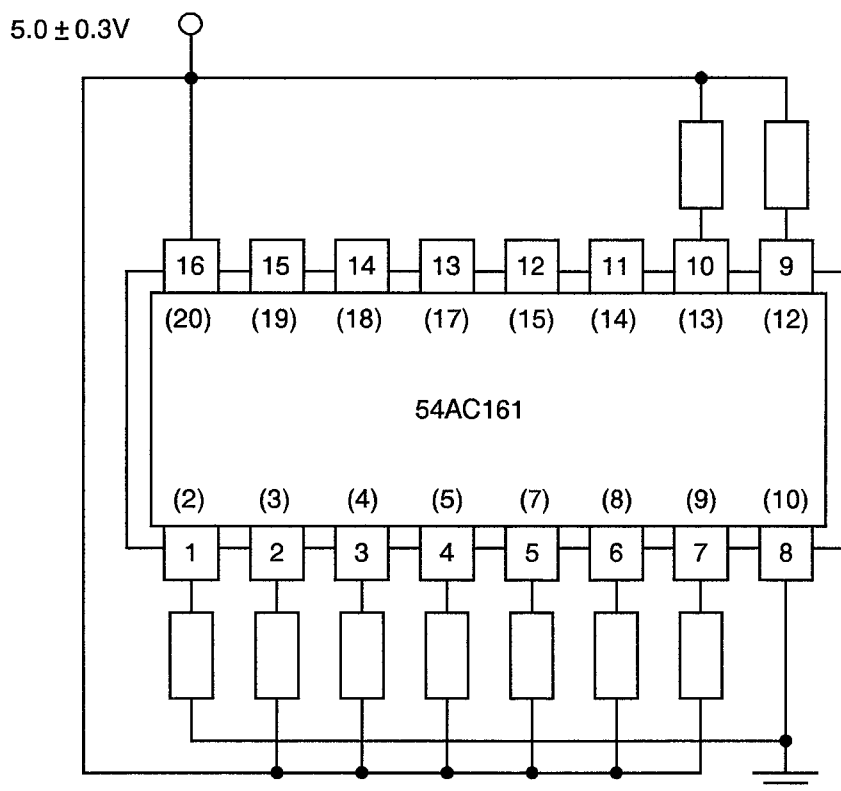 5.0 ± 0.3V
16 15 14 13 12 11 10 9
(20) (19) (18) (17) (15) (14) (13) (12)
54AC161
(2) (3) (4) (5) (7) (8) (9) (10)
1 2 3 4 5 6 7 8